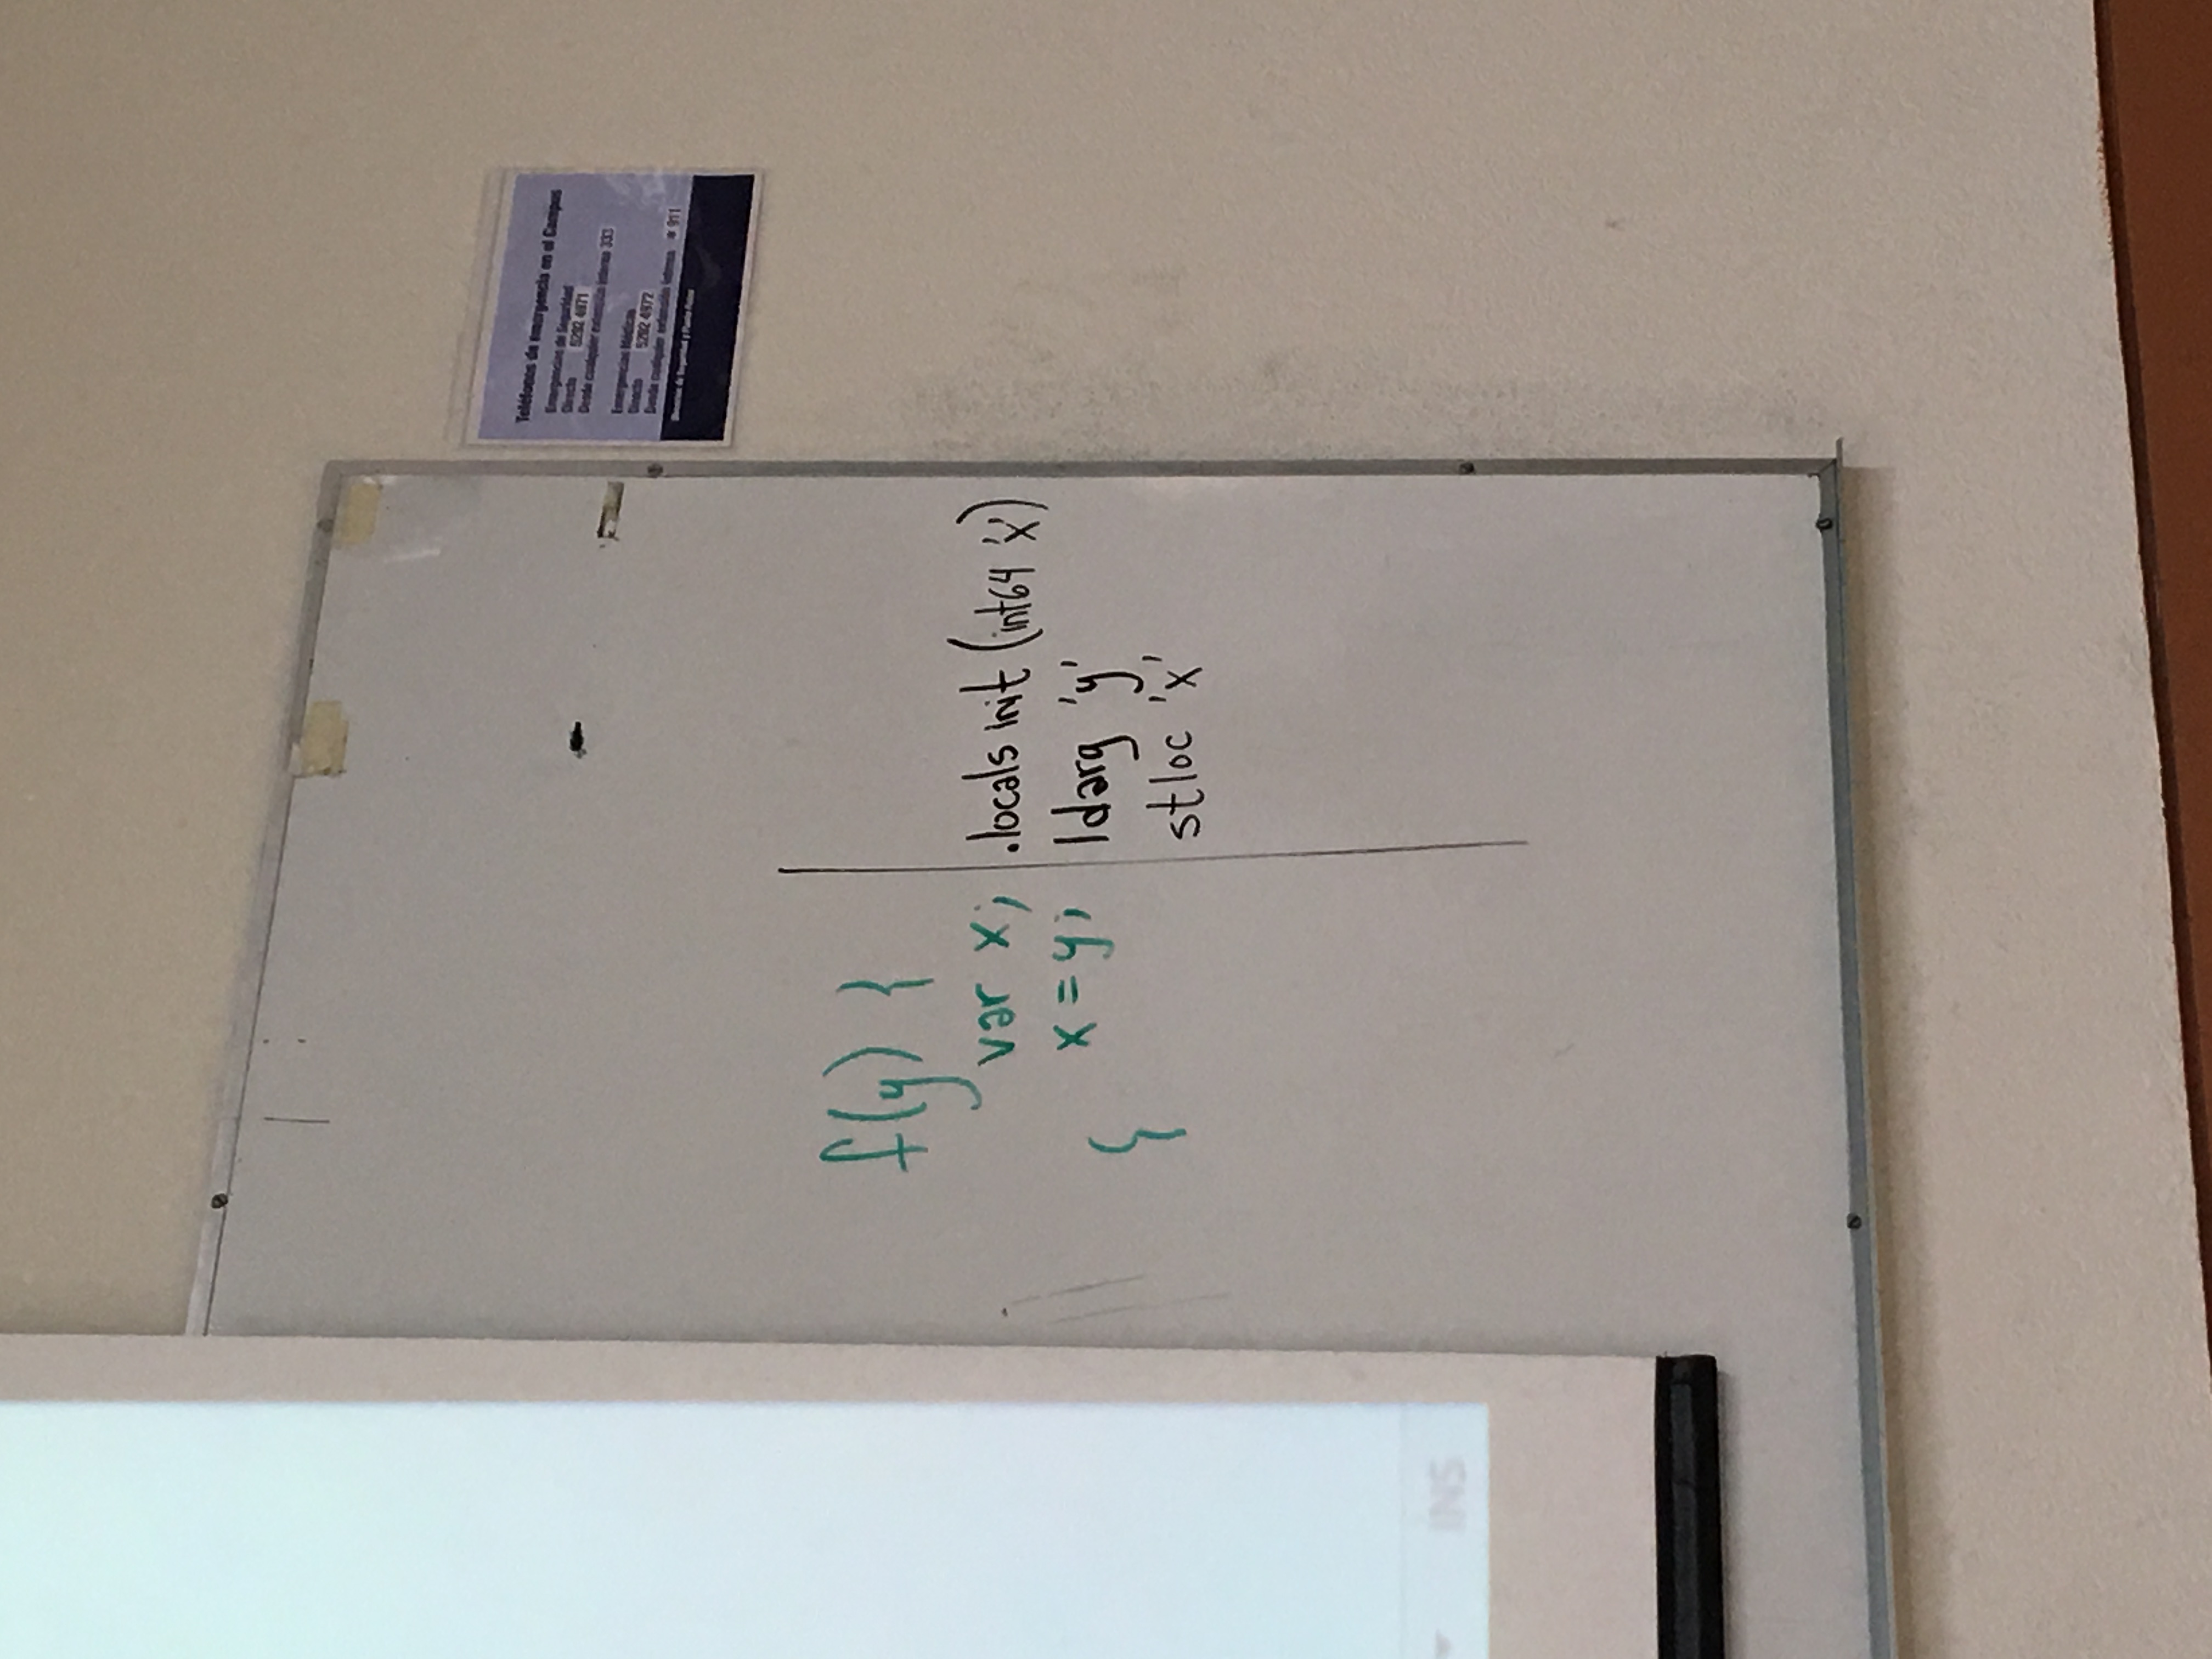 f(y) {
var x;
x = y;
{
.locals init (int64 'x')
ldarg 'y'
stloc 'x'
Teléfonos de emergencia en el Campus
Emergencias de Seguridad
Directo 5292 4971
Desde cualquier extensión interna 333
Emergencias Médicas
Directo 5292 4972
Desde cualquier extensión interna * 911
Dirección de Seguridad y Planta Física
INS